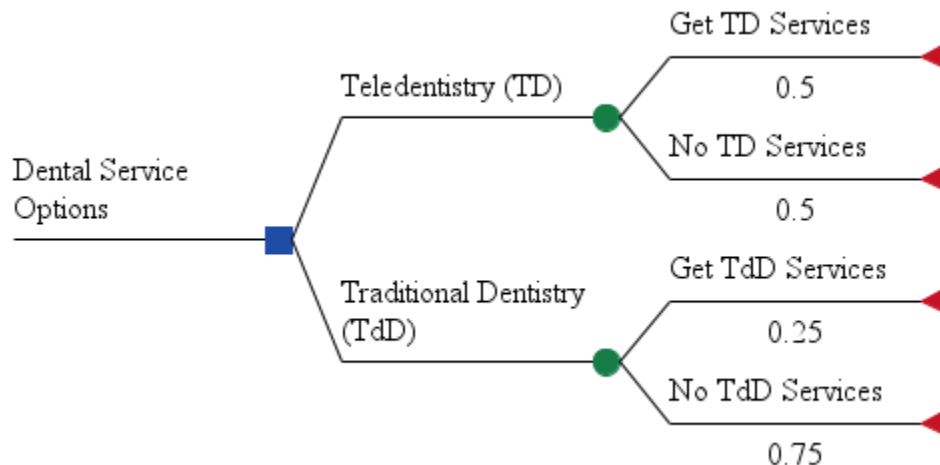 Get TD Services
0.5
Teledentistry (TD)
No TD Services
0.5
Dental Service
Options
Get TdD Services
0.25
Traditional Dentistry
(TdD)
No TdD Services
0.75